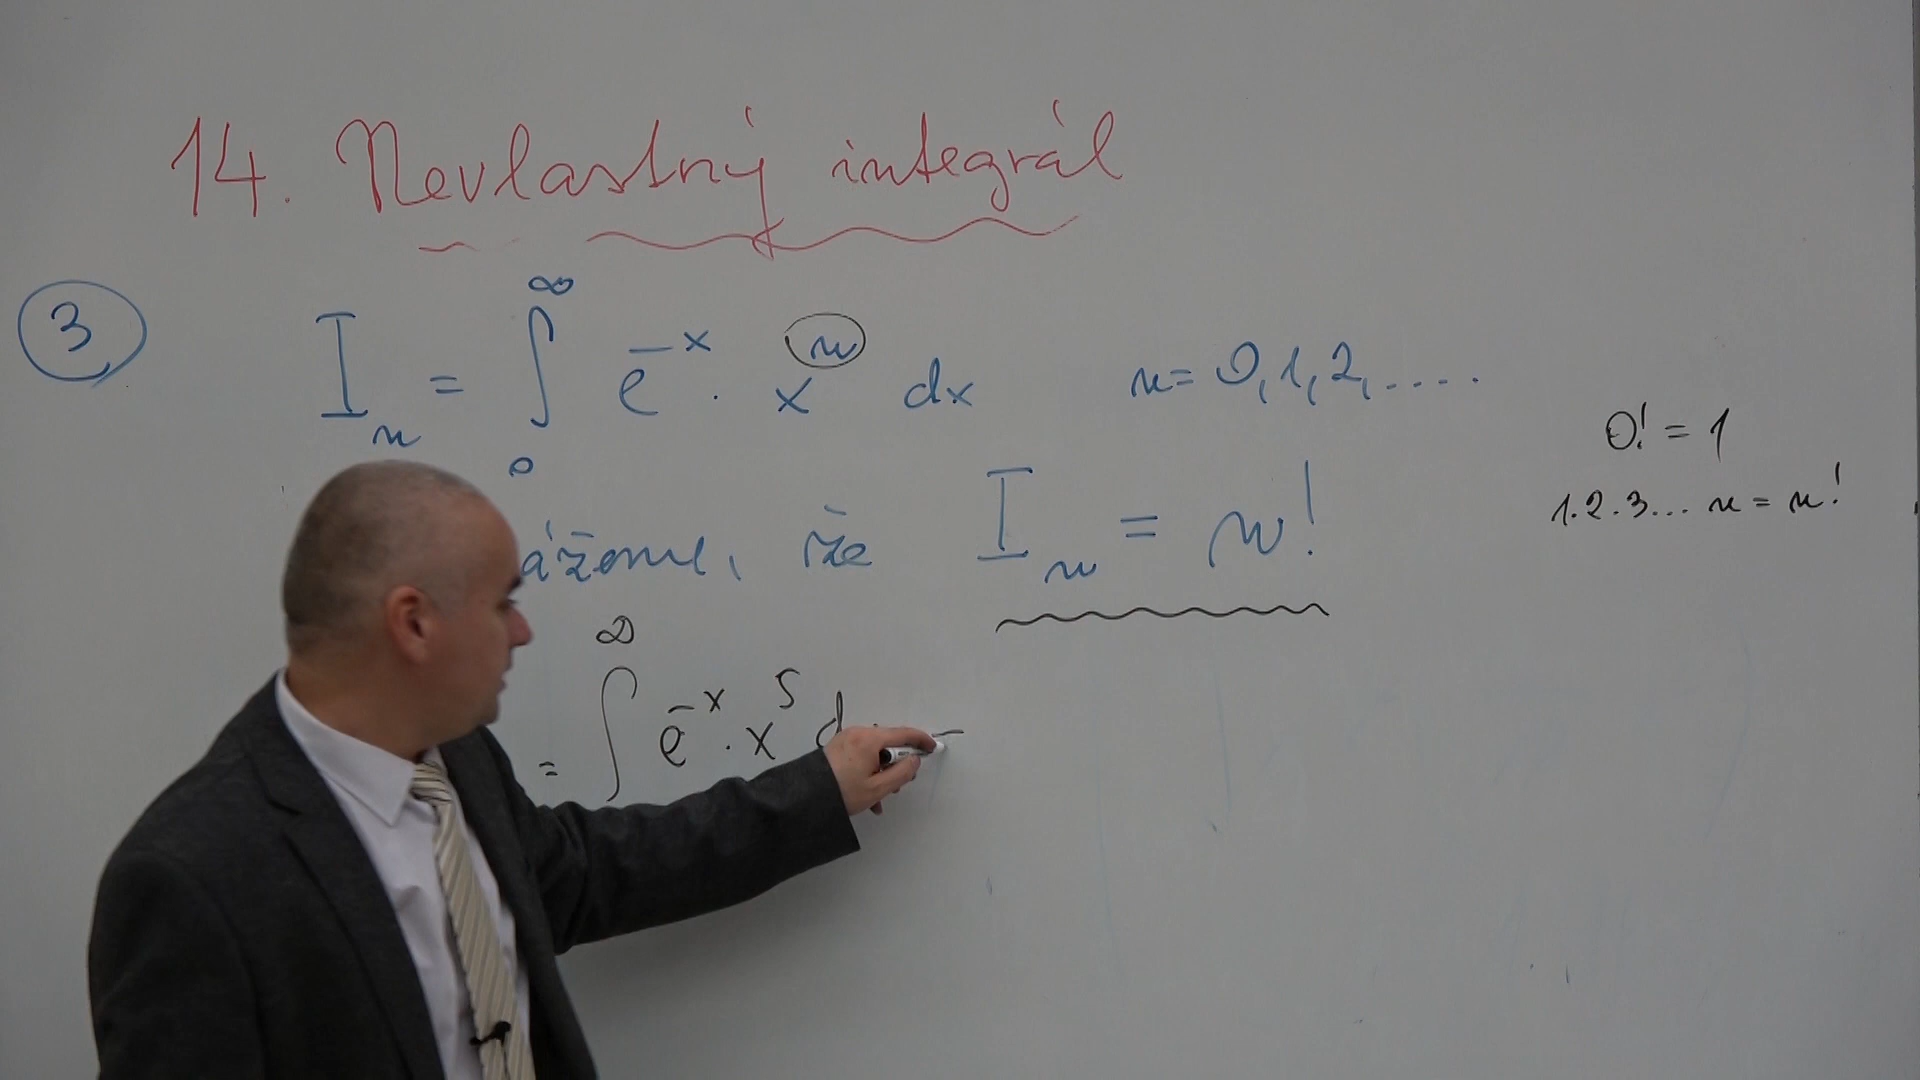 14. Nevlastný integrál
3
I_n = ∫_0^∞ e^{-x} · x^n dx n = 0, 1, 2, .....
0! = 1
1.2.3... n = n!
ážeme, že I_n = n!
= ∫^∞ e^{-x} · x^5 d